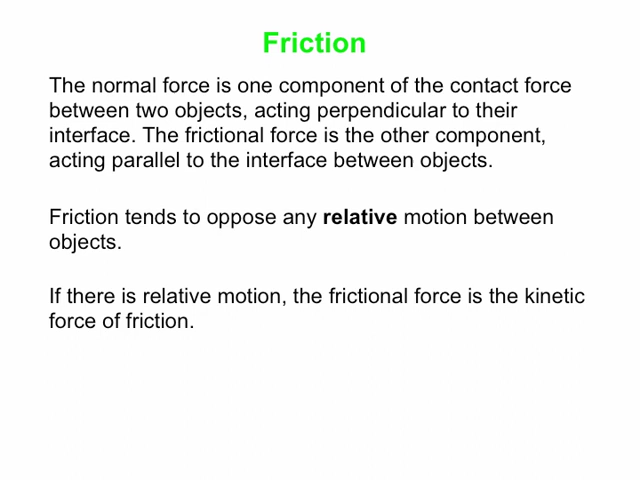 Friction
The normal force is one component of the contact force
between two objects, acting perpendicular to their
interface. The frictional force is the other component,
acting parallel to the interface between objects.
Friction tends to oppose any relative motion between
objects.
If there is relative motion, the frictional force is the kinetic
force of friction.